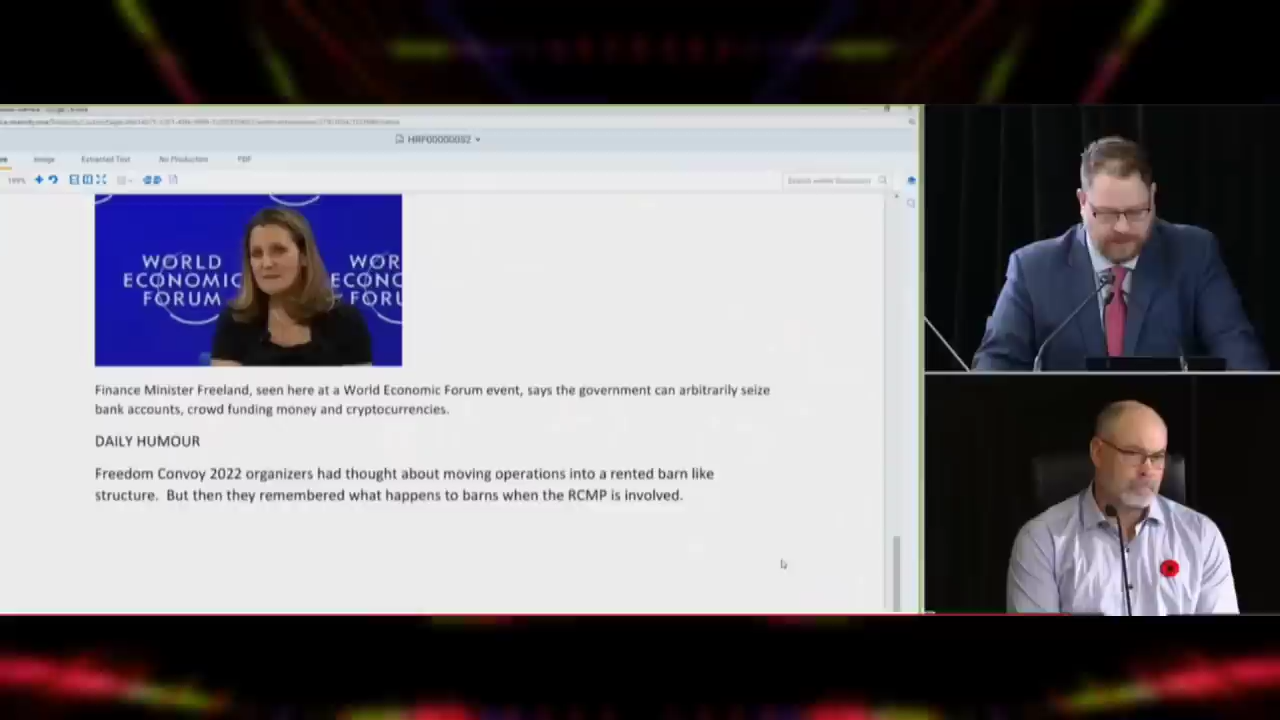 HRF00000082
Image
Extracted Text
No Production
PDF
WORLD
ECONOMIC
FORUM
WOR
ECONO
FORU
Finance Minister Freeland, seen here at a World Economic Forum event, says the government can arbitrarily seize
bank accounts, crowd funding money and cryptocurrencies.
DAILY HUMOUR
Freedom Convoy 2022 organizers had thought about moving operations into a rented barn like
structure. But then they remembered what happens to barns when the RCMP is involved.